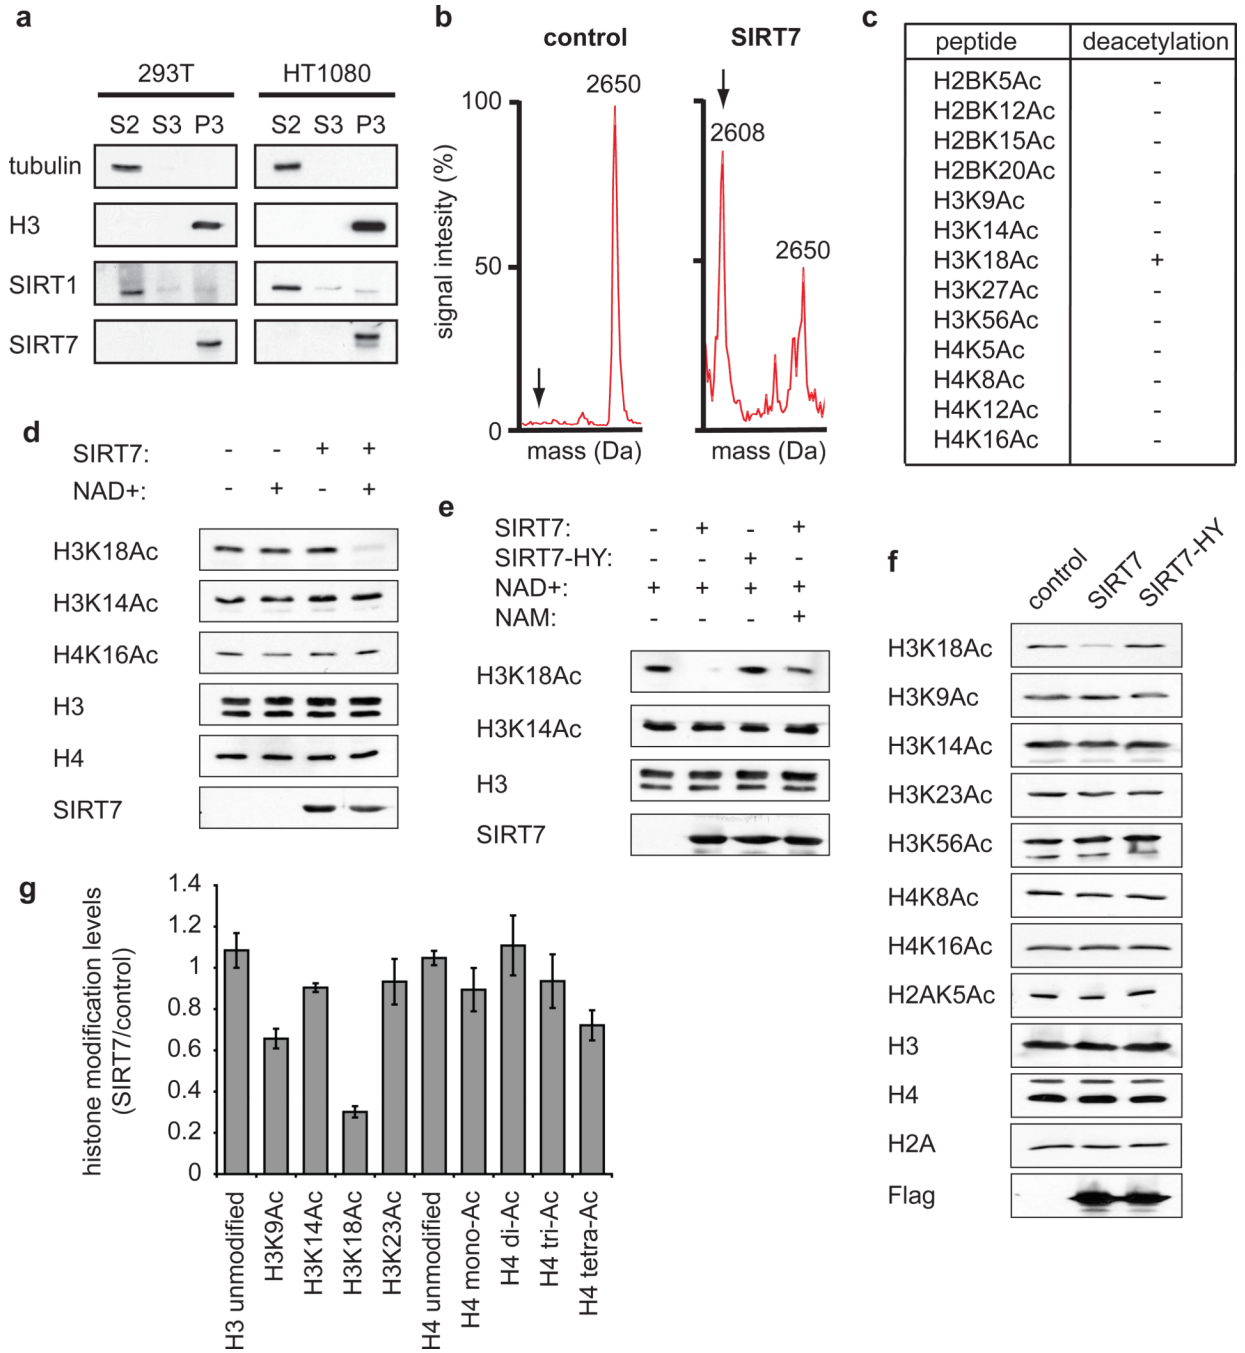 a
293T HT1080
S2 S3 P3 S2 S3 P3
tubulin
H3
SIRT1
SIRT7
b
control SIRT7
signal intesity (%)
100
50
0
2650
2608
2650
mass (Da) mass (Da)
c
peptide deacetylation
H2BK5Ac -
H2BK12Ac -
H2BK15Ac -
H2BK20Ac -
H3K9Ac -
H3K14Ac -
H3K18Ac +
H3K27Ac -
H3K56Ac -
H4K5Ac -
H4K8Ac -
H4K12Ac -
H4K16Ac -
d
SIRT7: - - + +
NAD+: - + - +
H3K18Ac
H3K14Ac
H4K16Ac
H3
H4
SIRT7
e
SIRT7: - + - +
SIRT7-HY: - - + -
NAD+: + + + +
NAM: - - - +
H3K18Ac
H3K14Ac
H3
SIRT7
f
control SIRT7 SIRT7-HY
H3K18Ac
H3K9Ac
H3K14Ac
H3K23Ac
H3K56Ac
H4K8Ac
H4K16Ac
H2AK5Ac
H3
H4
H2A
Flag
g
histone modification levels
(SIRT7/control)
1.4
1.2
1
0.8
0.6
0.4
0.2
0
H3 unmodified
H3K9Ac
H3K14Ac
H3K18Ac
H3K23Ac
H4 unmodified
H4 mono-Ac
H4 di-Ac
H4 tri-Ac
H4 tetra-Ac